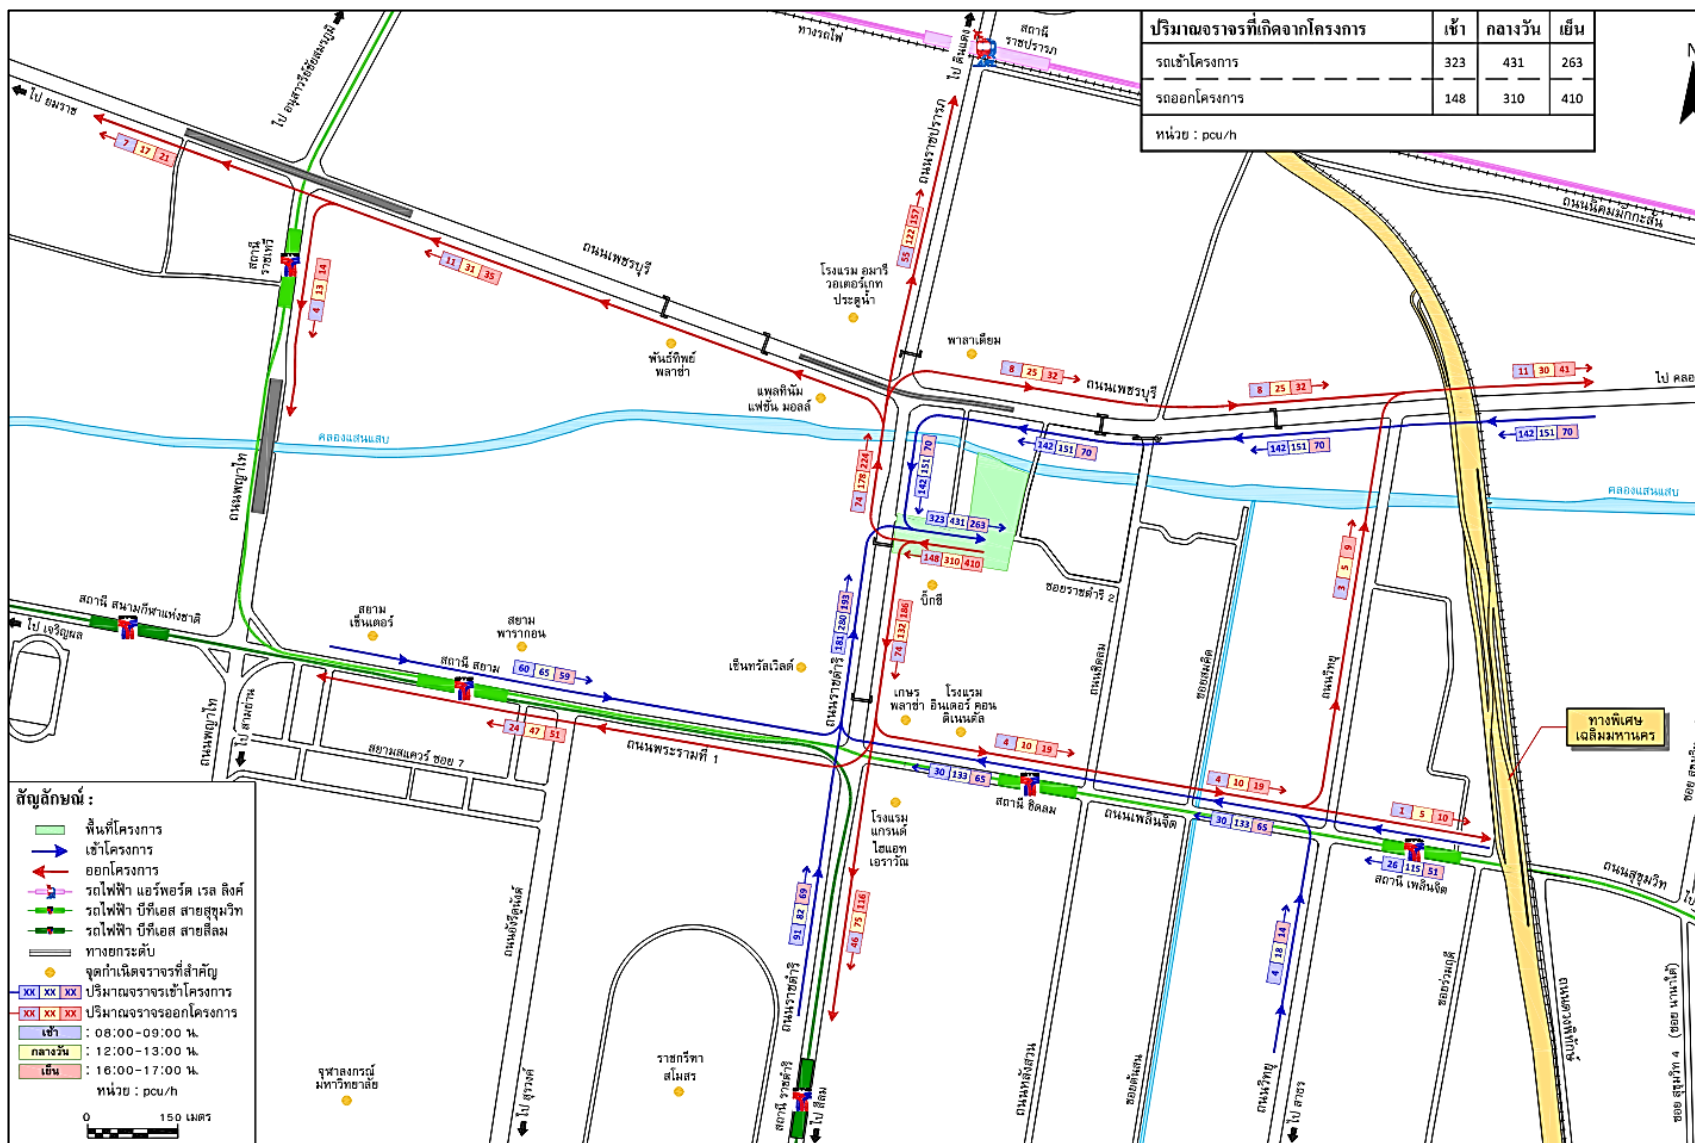 ปริมาณจราจรที่เกิดจากโครงการ เช้า กลางวัน เย็น
รถเข้าโครงการ 323 431 263
รถออกโครงการ 148 310 410
หน่วย : pcu/h
N
ทางรถไฟ
สถานี
ราชปรารภ
ไป ดินแดง
ไป ยมราช
ไป อนุสาวรีย์ชัยสมรภูมิ
ถนนราชปรารภ
ถนนนิคมมักกะสัน
7 17 21
55 122 157
สถานี
ราชเทวี
ถนนเพชรบุรี
11 31 35
4 13 14
โรงแรม อมารี
วอเตอร์เกท
ประตูน้ำ
พันธ์ทิพย์
พลาซ่า
พาลาเดียม
แพลทินัม
แฟชั่น มอลล์
8 25 32
ถนนเพชรบุรี
8 25 32
11 30 41
ไป คลอ
คลองแสนแสบ
142 151 70
142 151 70
142 151 70
142 151 70
74 178 224
คลองแสนแสบ
ถนนพญาไท
323 431 263
148 310 410
บิ๊กซี
ซอยราชดำริ 2
3 5 9
สถานี สนามกีฬาแห่งชาติ
ไป เจริญผล
สยาม
เซ็นเตอร์
สยาม
พารากอน
สถานี สยาม
60 65 59
181 280 193
74 132 186
เซ็นทรัลเวิลด์
ถนนราชดำริ
ถนนชิดลม
ซอยสมคิด
ถนนวิทยุ
เกษร
พลาซ่า
โรงแรม
อินเตอร์ คอน
ติเนนตัล
ทางพิเศษ
เฉลิมมหานคร
24 47 51
ถนนพระรามที่ 1
สยามสแควร์ ซอย 7
ถนนพญาไท
ไป สามย่าน
4 10 19
4 10 19
1 5 10
30 133 65
30 133 65
26 115 51
สถานี ชิดลม
ถนนเพลินจิต
สถานี เพลินจิต
ถนนสุขุมวิท
โรงแรม
แกรนด์
ไฮแอท
เอราวัณ
91 82 69
46 75 116
4 18 14
ถนนอังรีดูนังต์
ถนนราชดำริ
ซอยร่วมฤดี
ถนนดวงพิทักษ์
ซอย สุขุมวิท 4 (ซอย นานาใต้)
จุฬาลงกรณ์
มหาวิทยาลัย
ราชกรีฑา
สโมสร
ไป สุรวงศ์
สถานี ราชดำริ
ไป สีลม
ถนนหลังสวน
ซอยต้นสน
ถนนวิทยุ
ไป สาธร
สัญลักษณ์ :
พื้นที่โครงการ
เข้าโครงการ
ออกโครงการ
รถไฟฟ้า แอร์พอร์ต เรล ลิงค์
รถไฟฟ้า บีทีเอส สายสุขุมวิท
รถไฟฟ้า บีทีเอส สายสีลม
ทางยกระดับ
จุดกำเนิดจราจรที่สำคัญ
XX XX XX ปริมาณจราจรเข้าโครงการ
XX XX XX ปริมาณจราจรออกโครงการ
เช้า : 08:00-09:00 น.
กลางวัน : 12:00-13:00 น.
เย็น : 16:00-17:00 น.
หน่วย : pcu/h
0 150 เมตร